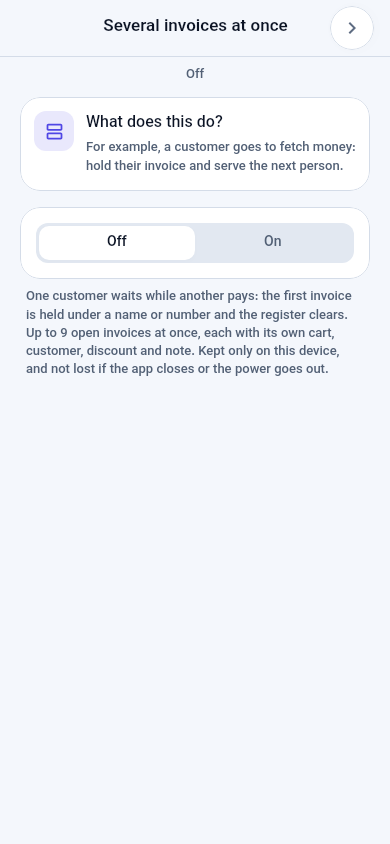 Several invoices at once
Off
What does this do?
For example, a customer goes to fetch money:
hold their invoice and serve the next person.
Off
On
One customer waits while another pays: the first invoice
is held under a name or number and the register clears.
Up to 9 open invoices at once, each with its own cart,
customer, discount and note. Kept only on this device,
and not lost if the app closes or the power goes out.